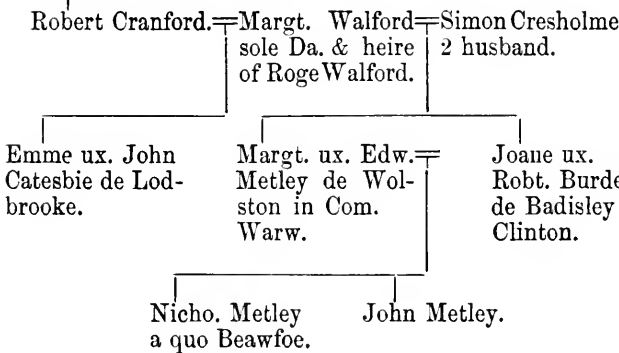 Robert Cranford.
Margt. Walford
sole Da. & heire
of Roge Walford.
Simon Cresholme
2 husband.
Emme ux. John
Catesbie de Lod-
brooke.
Margt. ux. Edw.
Metley de Wol-
ston in Com.
Warw.
Joane ux.
Robt. Burde
de Badisley
Clinton.
Nicho. Metley
a quo Beawfoe.
John Metley.